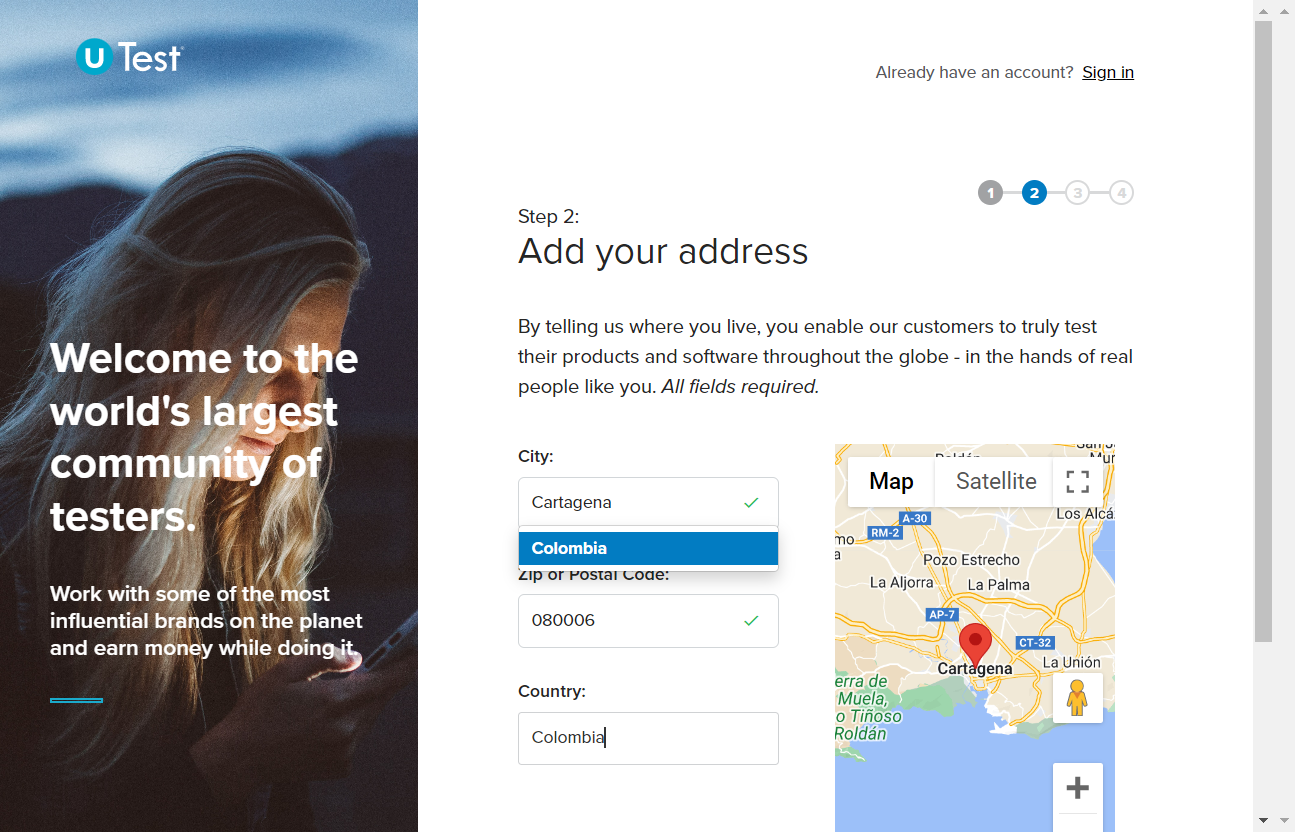 U Test
Already have an account? Sign in
1 2 3 4
Step 2:
Add your address
By telling us where you live, you enable our customers to truly test
their products and software throughout the globe - in the hands of real
people like you. All fields required.
Welcome to the
world's largest
community of
testers.
Work with some of the most
influential brands on the planet
and earn money while doing it.
City:
Cartagena
Colombia
Zip or Postal Code:
080006
Country:
Colombia
Map
Satellite
Los Alcá
A-30
RM-2
Pozo Estrecho
La Aljorra
La Palma
AP-7
CT-32
Cartagena
La Unión
erra de
Muela,
o Tiñoso
Roldán